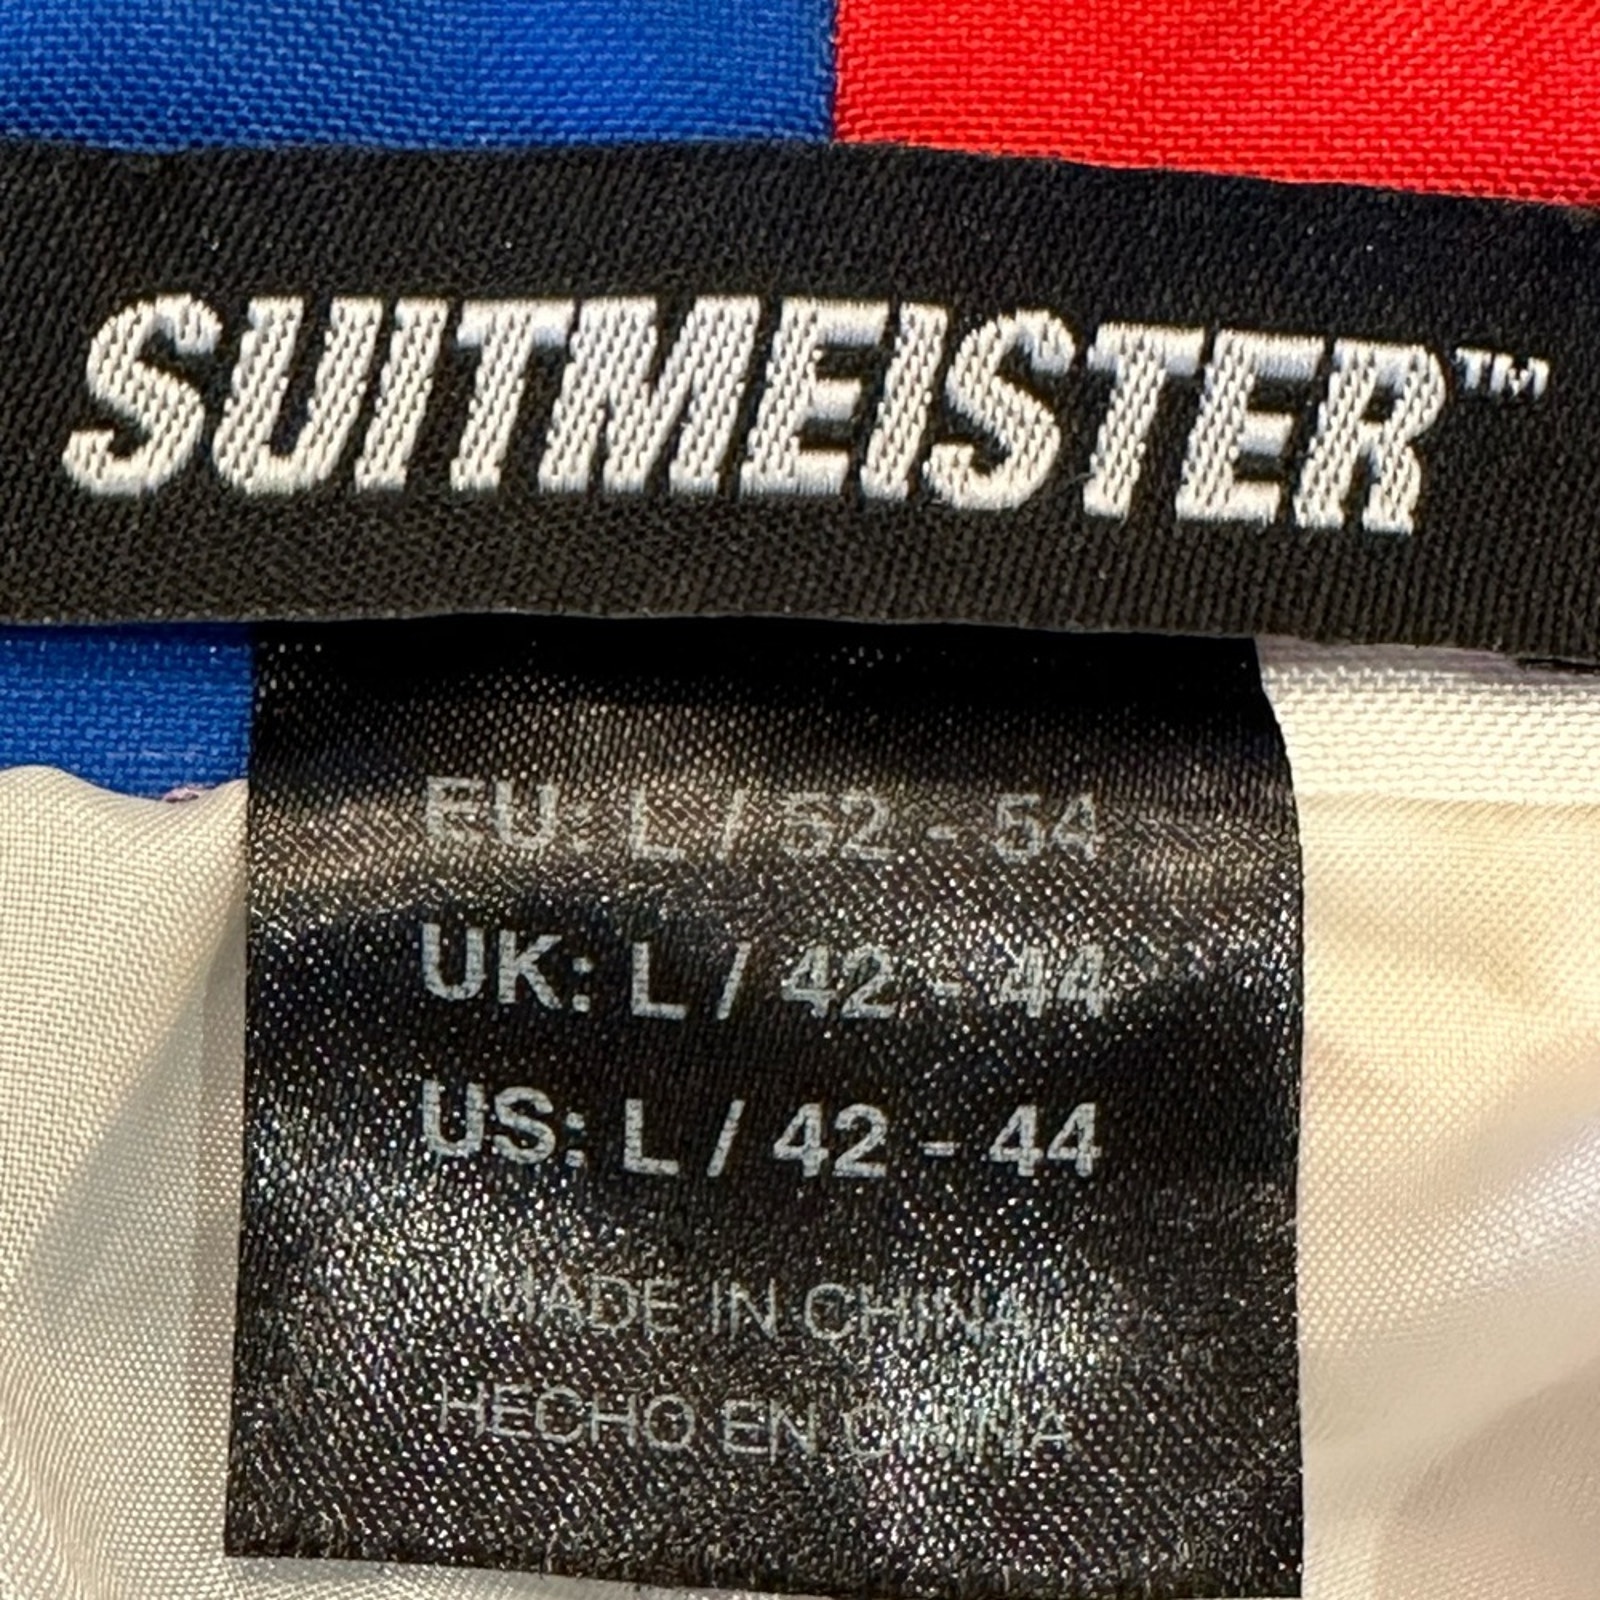 SUITMEISTER™
EU: L / 52 - 54
UK: L / 42 - 44
US: L / 42 - 44
MADE IN CHINA
HECHO EN CHINA